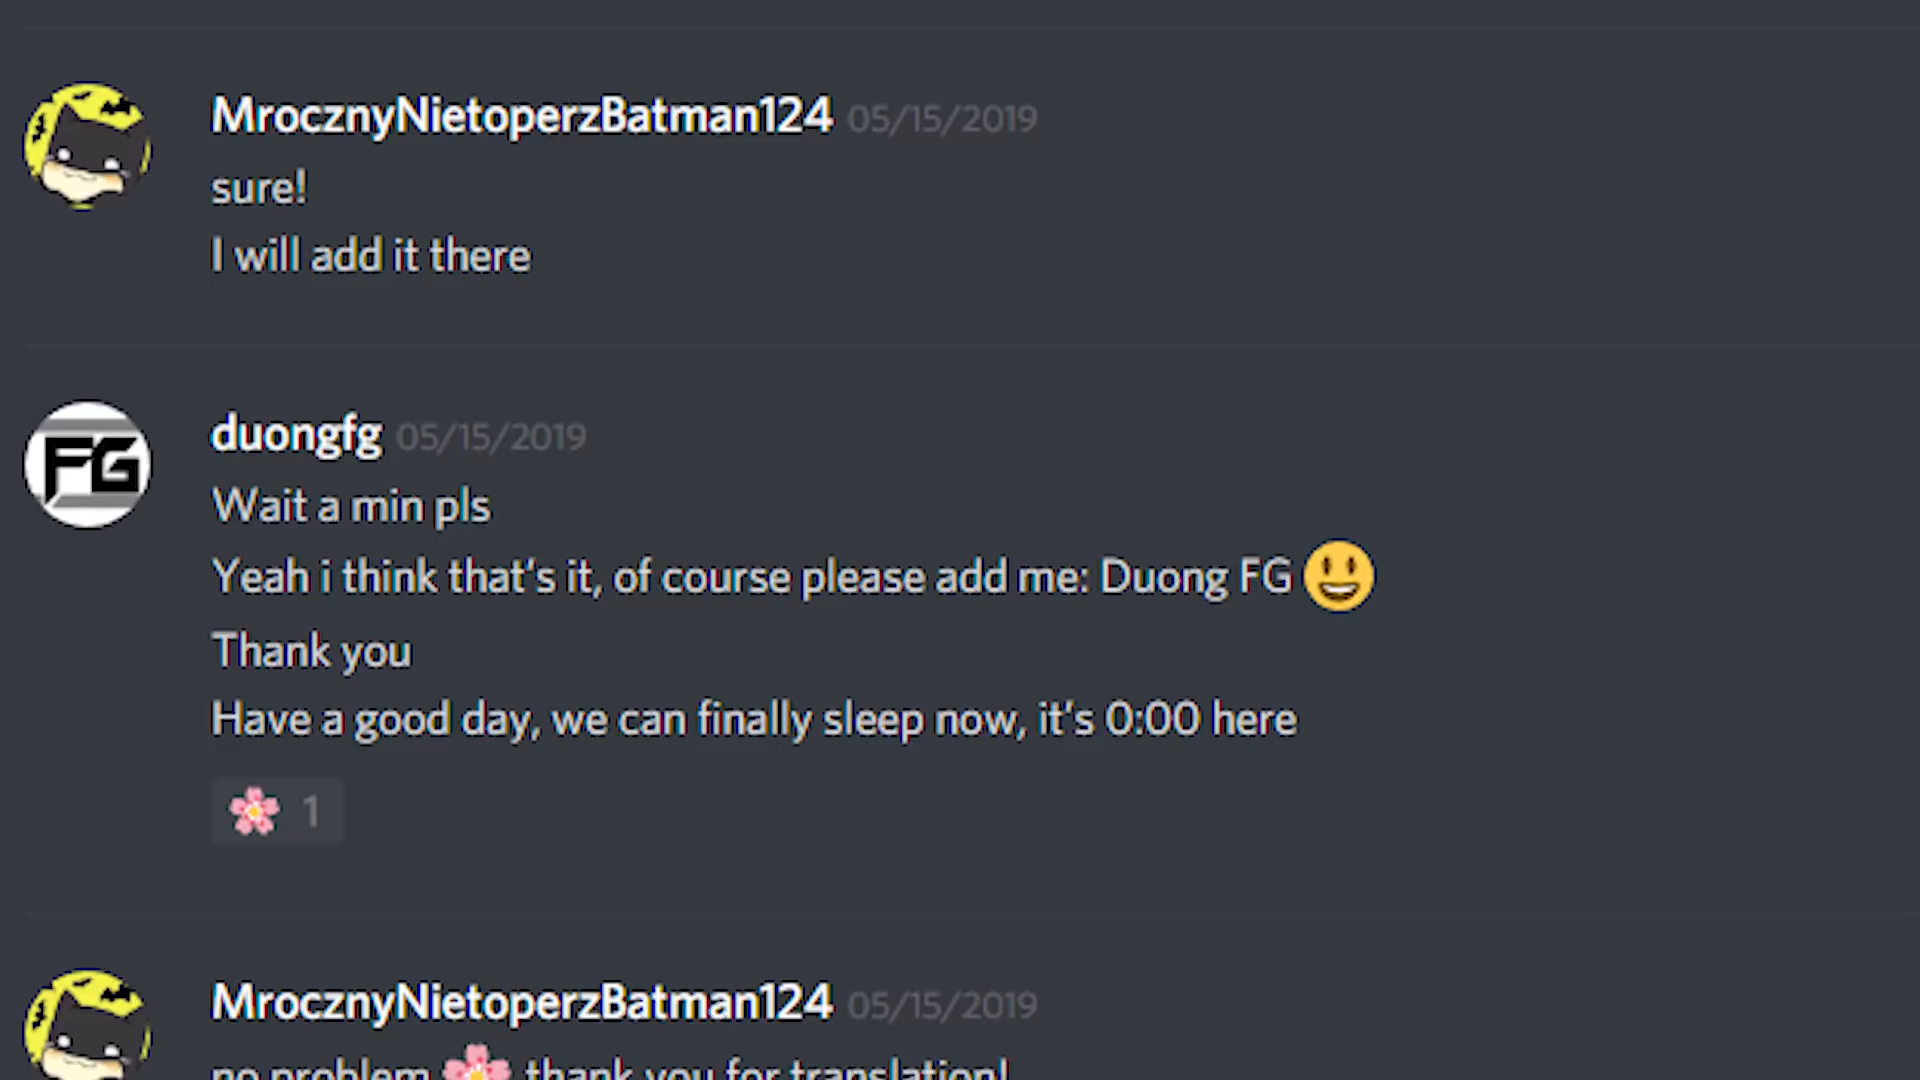 MrocznyNietoperzBatman124 05/15/2019
sure!
I will add it there
FG
duongfg 05/15/2019
Wait a min pls
Yeah i think that's it, of course please add me: Duong FG 😃
Thank you
Have a good day, we can finally sleep now, it's 0:00 here
🌸 1
MrocznyNietoperzBatman124 05/15/2019
no problem 🌸 thank you for translation!